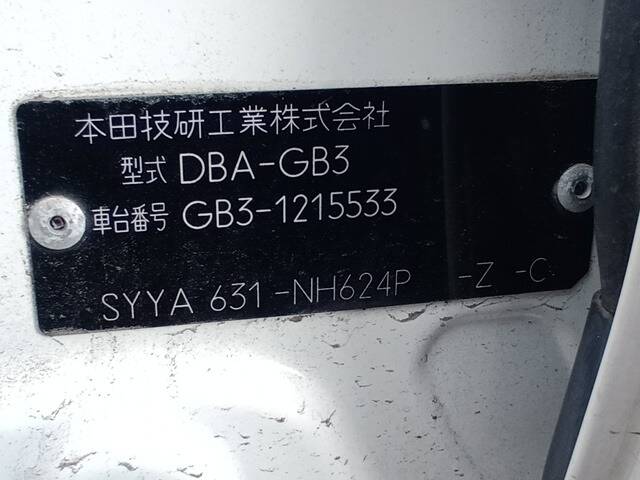 本田技研工業株式会社
型式 DBA-GB3
車台番号 GB3-1215533
SYYA 631-NH624P -Z -C